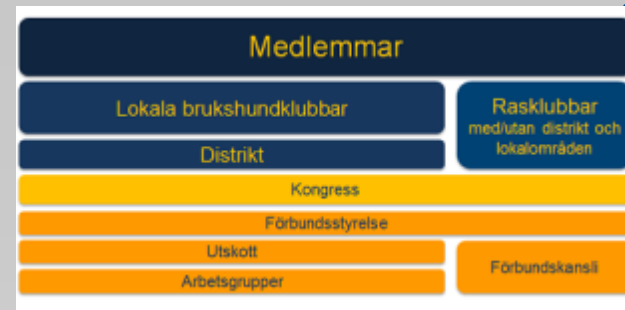 Medlemmar
Lokala brukshundklubbar
Rasklubbar
med/utan distrikt och
lokalområden
Distrikt
Kongress
Förbundsstyrelse
Utskott
Förbundskansli
Arbetsgrupper